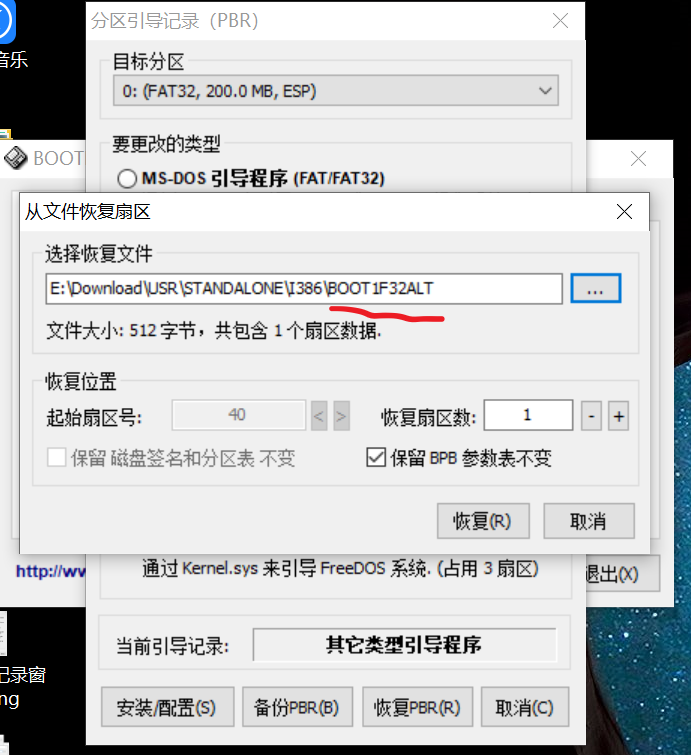 分区引导记录（PBR）
音乐
目标分区
0: (FAT32, 200.0 MB, ESP)
要更改的类型
BOOT
MS-DOS 引导程序 (FAT/FAT32)
从文件恢复扇区
选择恢复文件
E:\Download\USR\STANDALONE\I386\BOOT1F32ALT
...
文件大小: 512 字节，共包含 1 个扇区数据.
恢复位置
起始扇区号: 40 < > 恢复扇区数: 1 - +
保留 磁盘签名和分区表 不变 保留 BPB 参数表不变
恢复(R) 取消
http://ww
通过 Kernel.sys 来引导 FreeDOS 系统. (占用 3 扇区)
退出(X)
当前引导记录: 其它类型引导程序
记录窗
ng
安装/配置(S) 备份PBR(B) 恢复PBR(R) 取消(C)